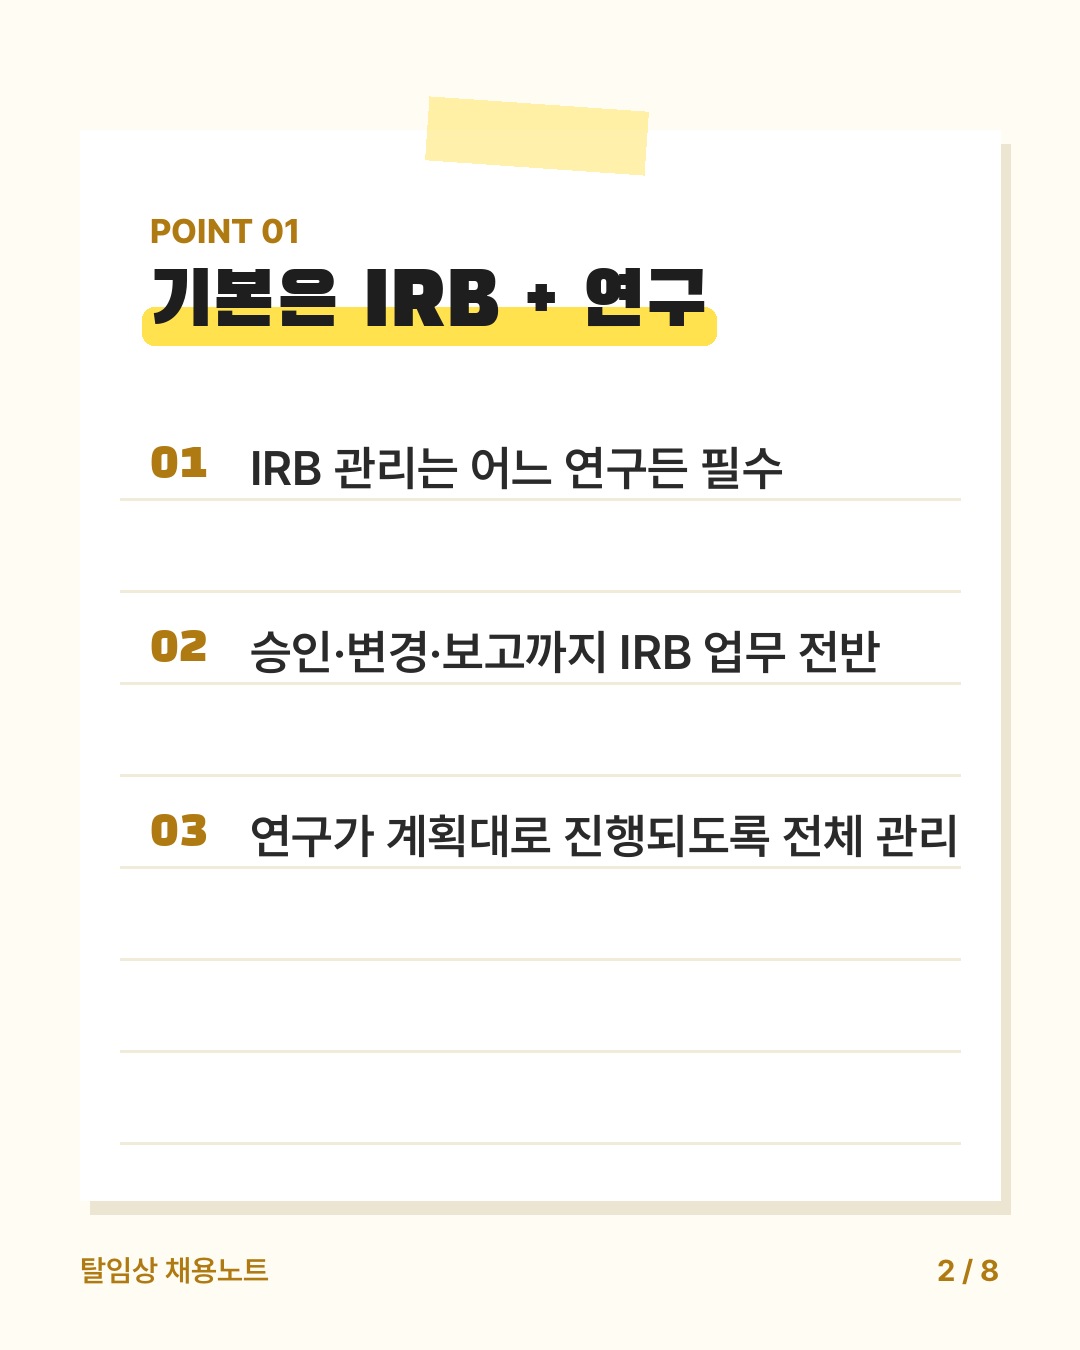 POINT 01
기본은 IRB + 연구
01 IRB 관리는 어느 연구든 필수
02 승인·변경·보고까지 IRB 업무 전반
03 연구가 계획대로 진행되도록 전체 관리
탈임상 채용노트
2 / 8